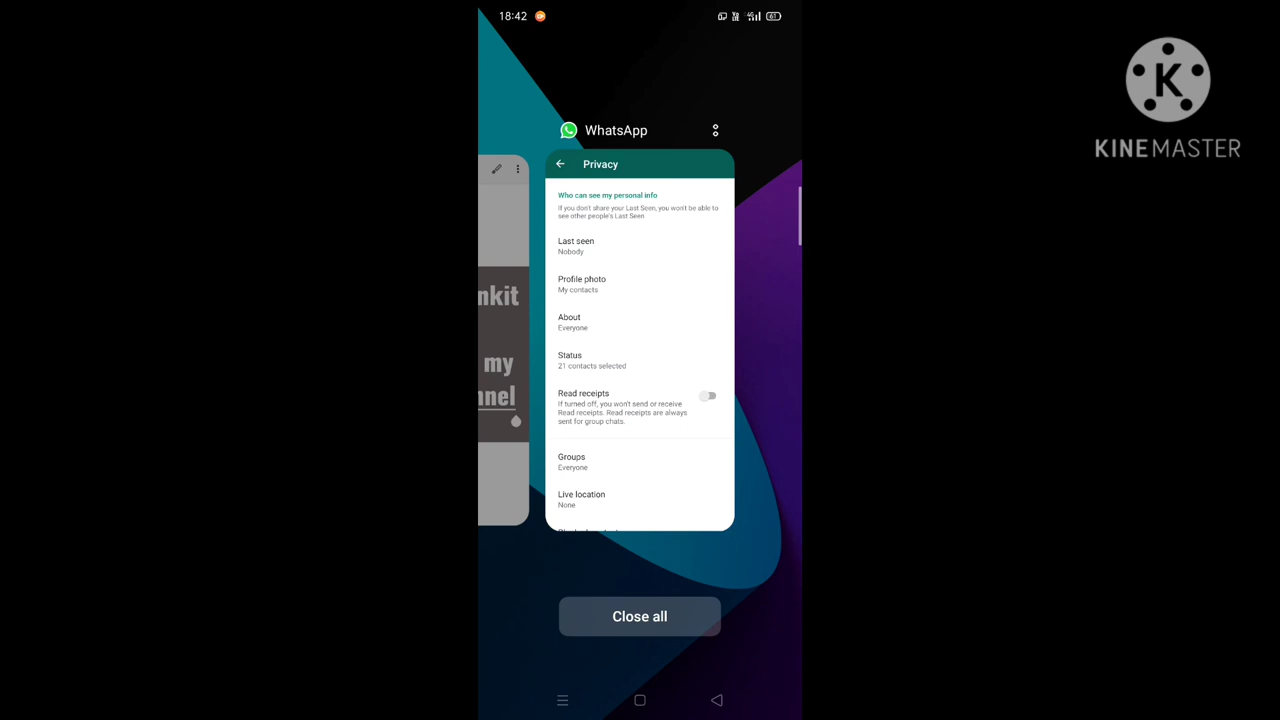 18:42
4G
61
K
KINEMASTER
WhatsApp
Privacy
Who can see my personal info
If you don't share your Last Seen, you won't be able to
see other people's Last Seen
Last seen
Nobody
Profile photo
My contacts
About
Everyone
Status
21 contacts selected
Read receipts
If turned off, you won't send or receive
Read receipts. Read receipts are always
sent for group chats.
Groups
Everyone
Live location
None
nkit
my
nnel
Close all